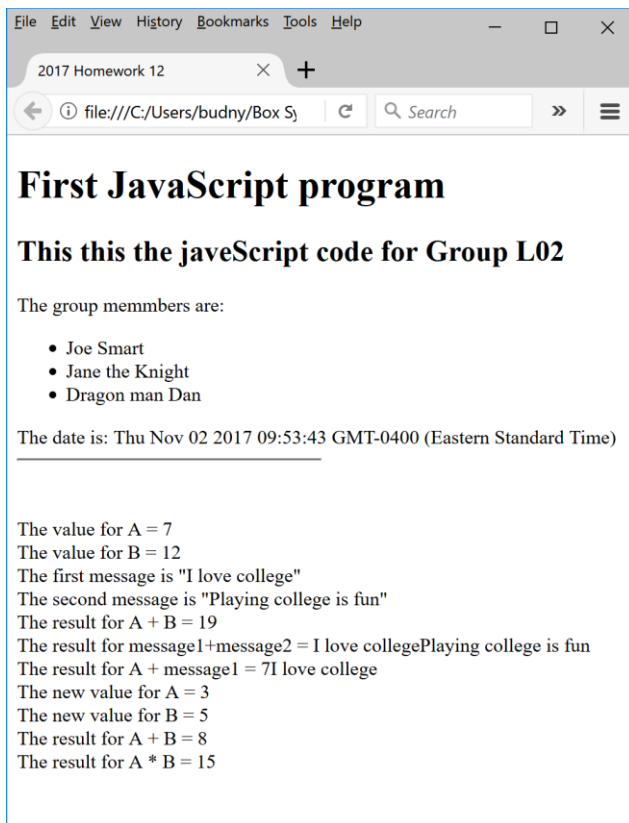 File Edit View History Bookmarks Tools Help
2017 Homework 12
file:///C:/Users/budny/Box Sy
Search
First JavaScript program
This this the javeScript code for Group L02
The group memmbers are:
Joe Smart
Jane the Knight
Dragon man Dan
The date is: Thu Nov 02 2017 09:53:43 GMT-0400 (Eastern Standard Time)
The value for A = 7
The value for B = 12
The first message is "I love college"
The second message is "Playing college is fun"
The result for A + B = 19
The result for message1+message2 = I love collegePlaying college is fun
The result for A + message1 = 7I love college
The new value for A = 3
The new value for B = 5
The result for A + B = 8
The result for A * B = 15